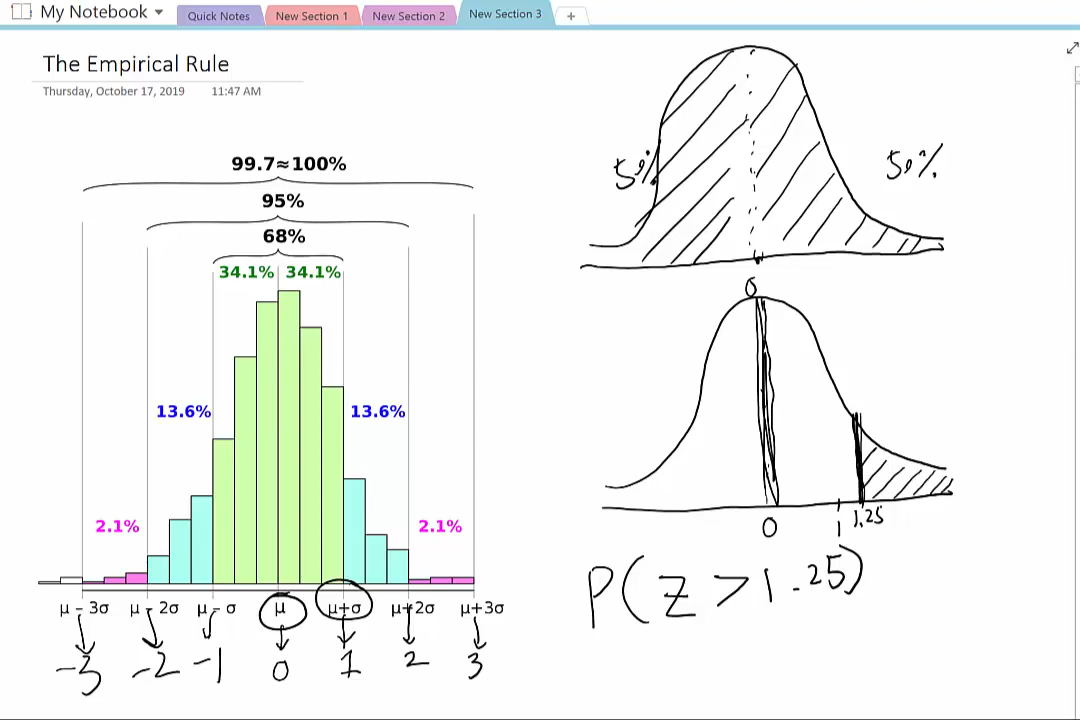 My Notebook
Quick Notes
New Section 1
New Section 2
New Section 3
+
The Empirical Rule
Thursday, October 17, 2019 11:47 AM
99.7≈100%
95%
68%
34.1% 34.1%
13.6% 13.6%
2.1% 2.1%
μ - 3σ μ - 2σ μ - σ μ μ+σ μ+2σ μ+3σ
-3 -2 -1 0 1 2 3
50% 50%
0
0 1 1.25
P(Z>1.25)